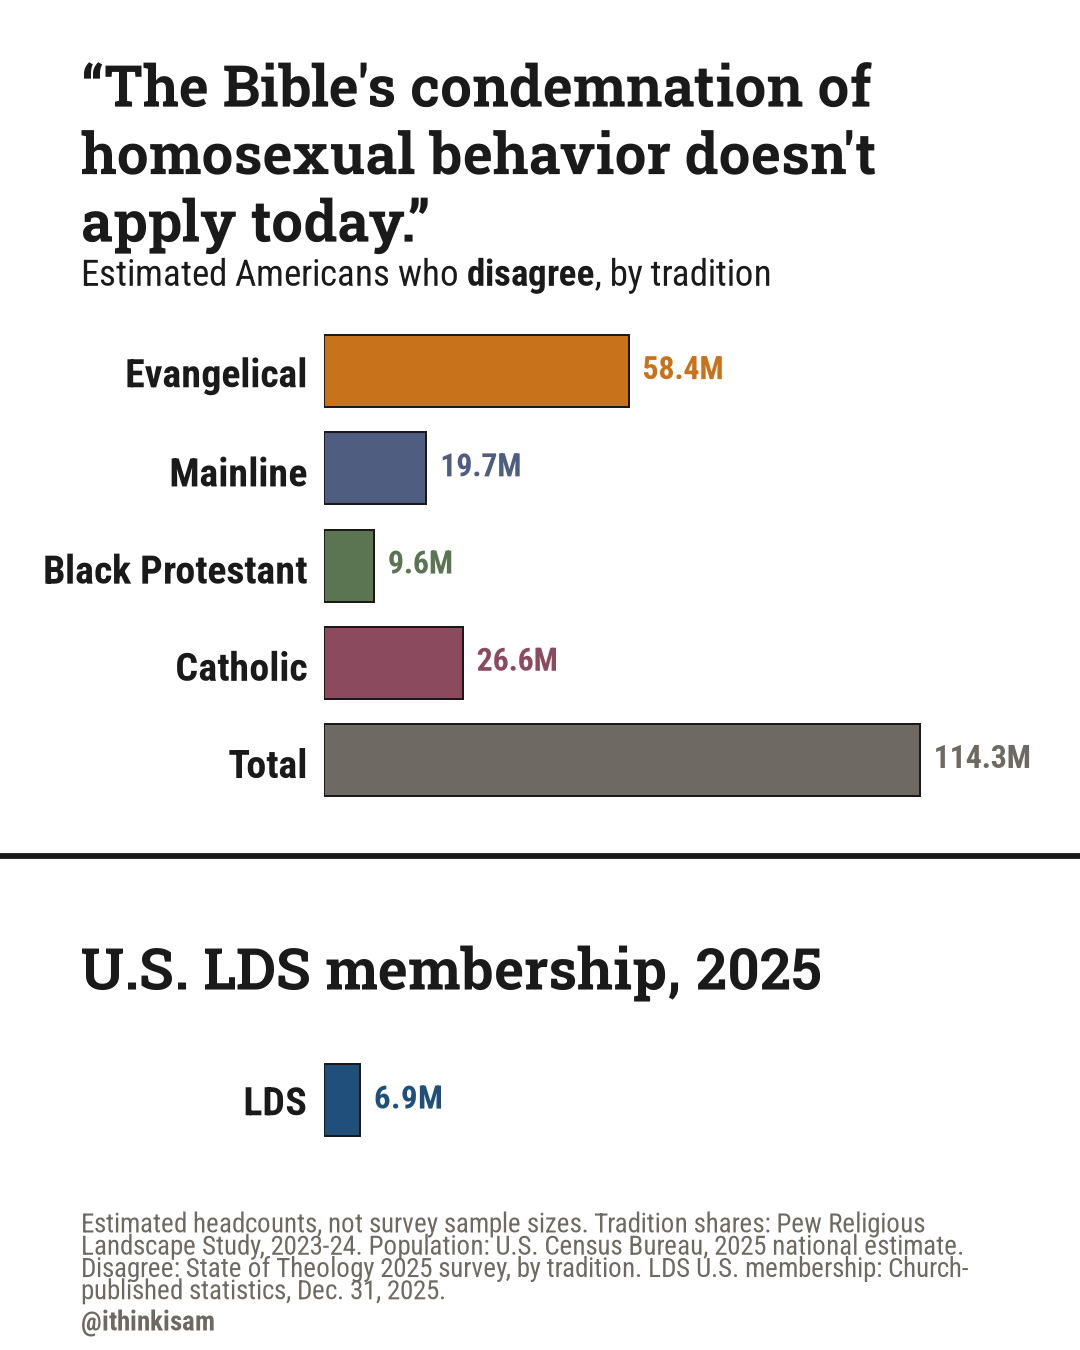 “The Bible's condemnation of
homosexual behavior doesn't
apply today.”
Estimated Americans who disagree, by tradition
Evangelical 58.4M
Mainline 19.7M
Black Protestant 9.6M
Catholic 26.6M
Total 114.3M
U.S. LDS membership, 2025
LDS 6.9M
Estimated headcounts, not survey sample sizes. Tradition shares: Pew Religious
Landscape Study, 2023-24. Population: U.S. Census Bureau, 2025 national estimate.
Disagree: State of Theology 2025 survey, by tradition. LDS U.S. membership: Church-
published statistics, Dec. 31, 2025.
@ithinkisam